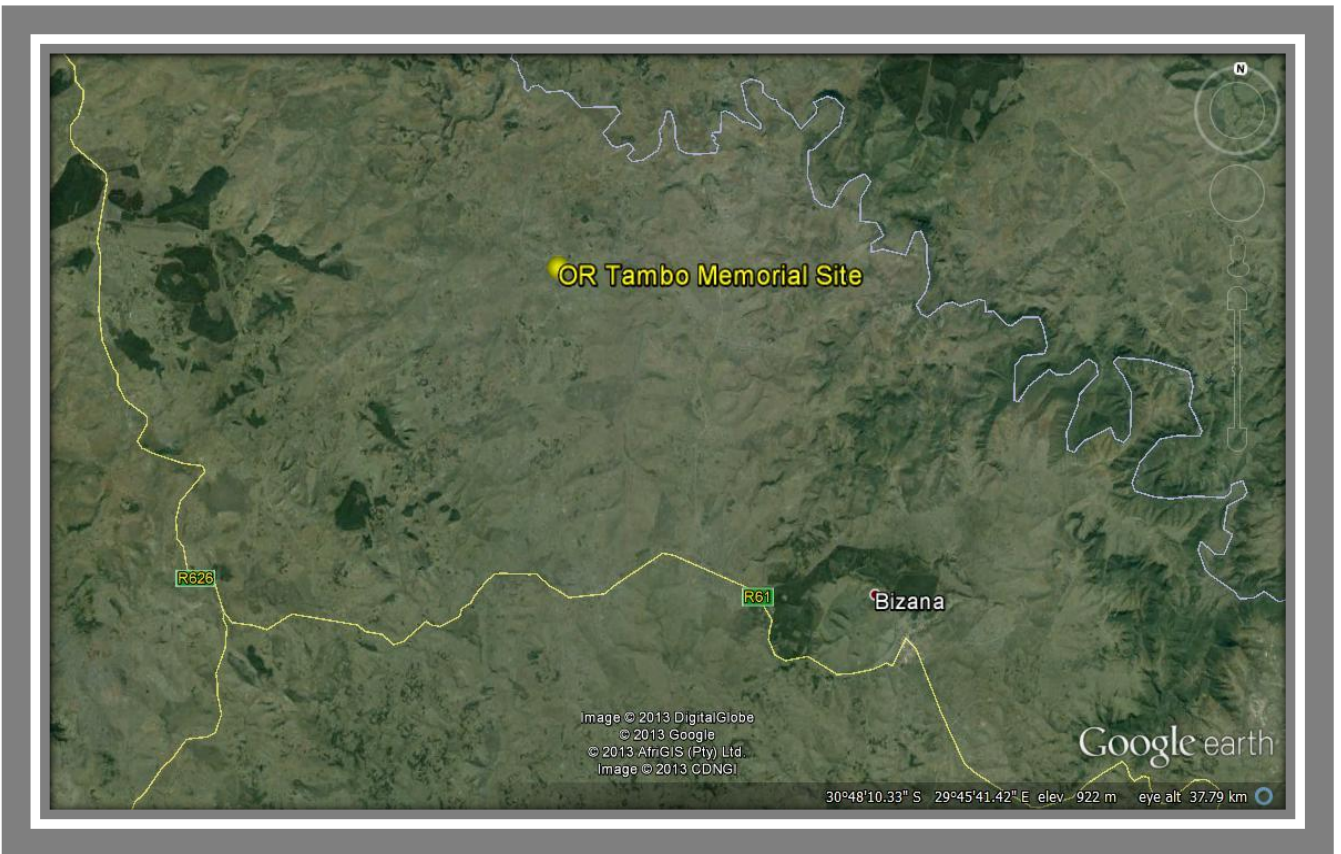 N
OR Tambo Memorial Site
R626
R61
Bizana
Image © 2013 DigitalGlobe
© 2013 Google
© 2013 AfriGIS (Pty) Ltd.
Image © 2013 CDNGI
Google earth
30°48'10.33" S 29°45'41.42" E elev 922 m eye alt 37.79 km